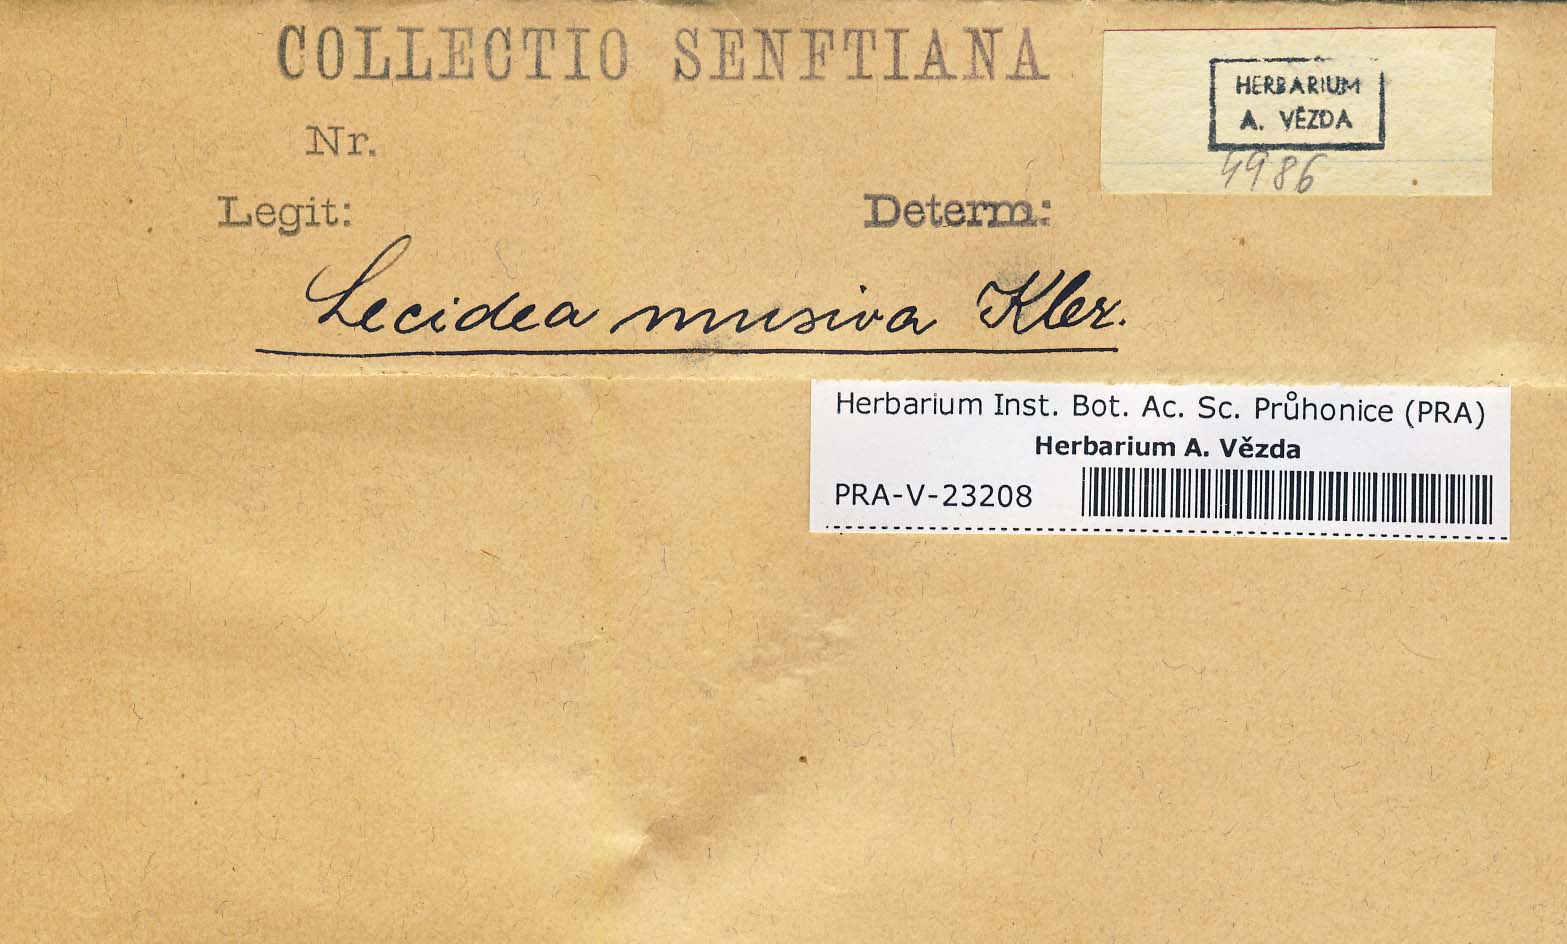 COLLECTIO SENFTIANA
HERBARIUM
A. VĚZDA
4986
Nr.
Legit:
Determ.:
Lecidea musiva Kbr.
Herbarium Inst. Bot. Ac. Sc. Průhonice (PRA)
Herbarium A. Vězda
PRA-V-23208